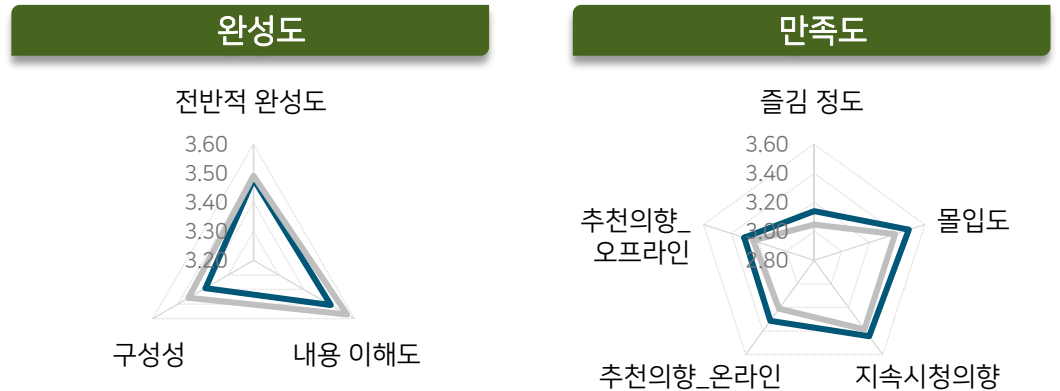 완성도
전반적 완성도
3.60
3.50
3.40
3.30
3.20
구성성
내용 이해도
만족도
즐김 정도
3.60
3.40
3.20
3.00
2.80
추천의향_
오프라인
몰입도
추천의향_온라인
지속시청의향